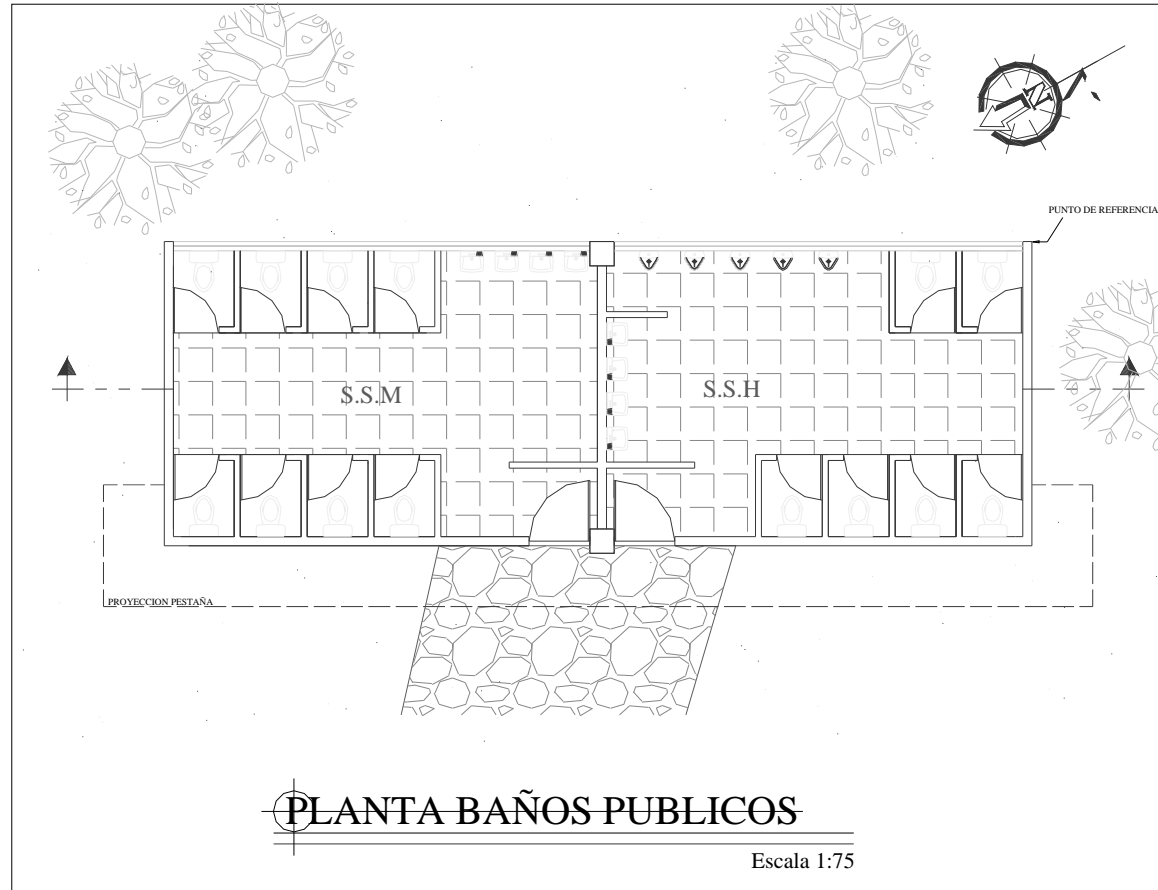 N
PUNTO DE REFERENCIA
S.S.M
S.S.H
PROYECCION PESTAÑA
PLANTA BAÑOS PUBLICOS
Escala 1:75